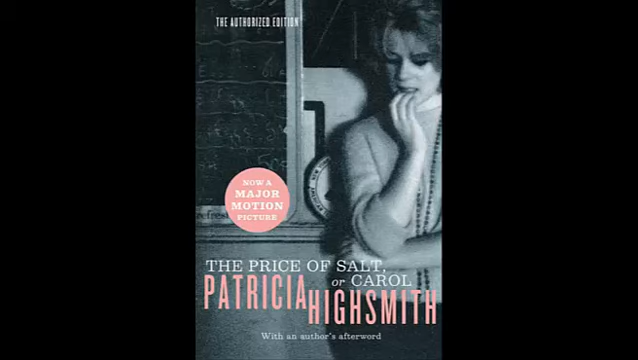 THE AUTHORIZED EDITION
NOW A
MAJOR
MOTION
PICTURE
refres
THE PRICE OF SALT,
or CAROL
PATRICIA
HIGHSMITH
With an author's afterword